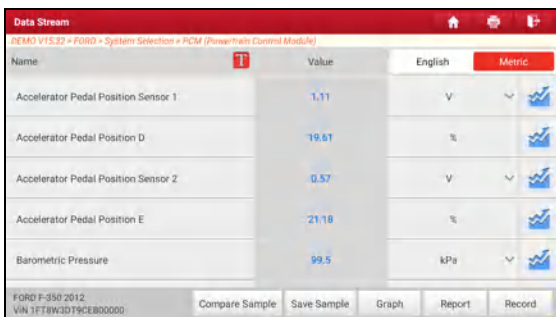 Data Stream
DEMO V15.32 > FORD > System Selection > PCM (Powertrain Control Module)
Name T Value English Metric
Accelerator Pedal Position Sensor 1 1.11 V
Accelerator Pedal Position D 19.61 %
Accelerator Pedal Position Sensor 2 0.57 V
Accelerator Pedal Position E 21.18 %
Barometric Pressure 99.5 kPa
FORD F-350 2012
VIN 1FT8W3DT9CEB00000
Compare Sample Save Sample Graph Report Record